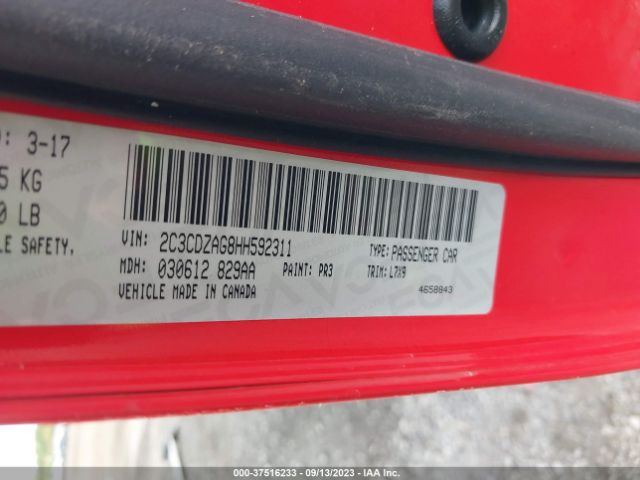 : 3-17
5 KG
0 LB
LE SAFETY,
VIN: 2C3CDZAG8HH592311
TYPE: PASSENGER CAR
MDH: 030612 829AA
PAINT: PR3
TRIM: L7X9
VEHICLE MADE IN CANADA
4658843
000-37516233 - 09/13/2023 - IAA Inc.